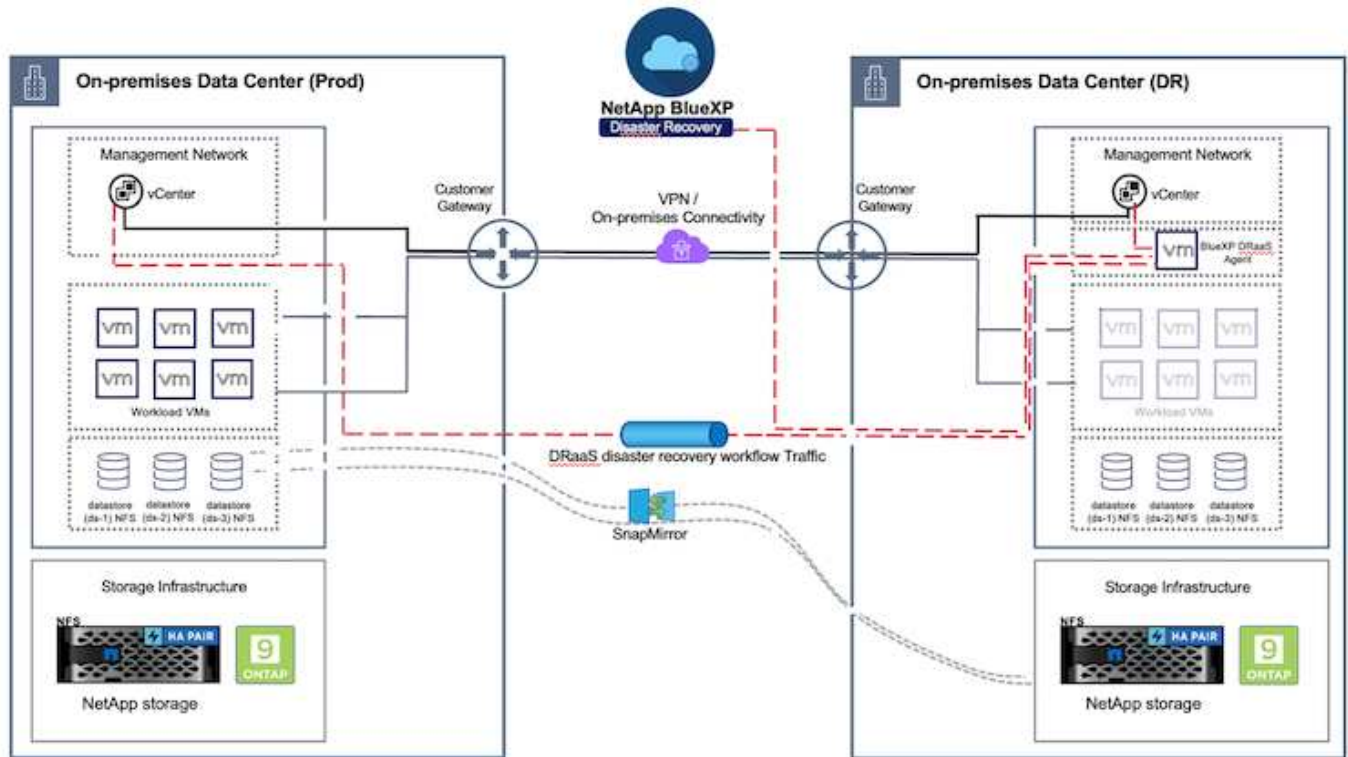 NetApp BlueXP
Disaster Recovery
On-premises Data Center (Prod)
Management Network
vCenter
Customer
Gateway
VPN /
On-premises Connectivity
vm vm vm
vm vm vm
Workload VMs
datastore
(ds-1) NFS
datastore
(ds-2) NFS
datastore
(ds-3) NFS
DRaaS disaster recovery workflow Traffic
SnapMirror
Storage Infrastructure
NFS
HA PAIR
9
ONTAP
NetApp storage
On-premises Data Center (DR)
Customer
Gateway
Management Network
vCenter
vm
BlueXP DRaaS
Agent
vm vm vm
vm vm vm
Workload VMs
datastore
(ds-1) NFS
datastore
(ds-2) NFS
datastore
(ds-3) NFS
Storage Infrastructure
NFS
HA PAIR
9
ONTAP
NetApp storage